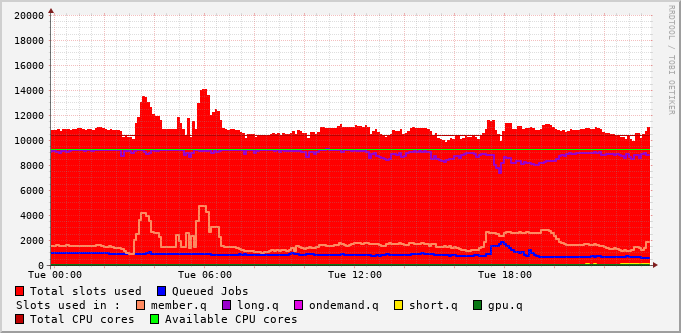 RRDTOOL / TOBI OETIKER
20000
18000
16000
14000
12000
10000
8000
6000
4000
2000
0
Tue 00:00 Tue 06:00 Tue 12:00 Tue 18:00
Total slots used Queued Jobs
Slots used in : member.q long.q ondemand.q short.q gpu.q
Total CPU cores Available CPU cores